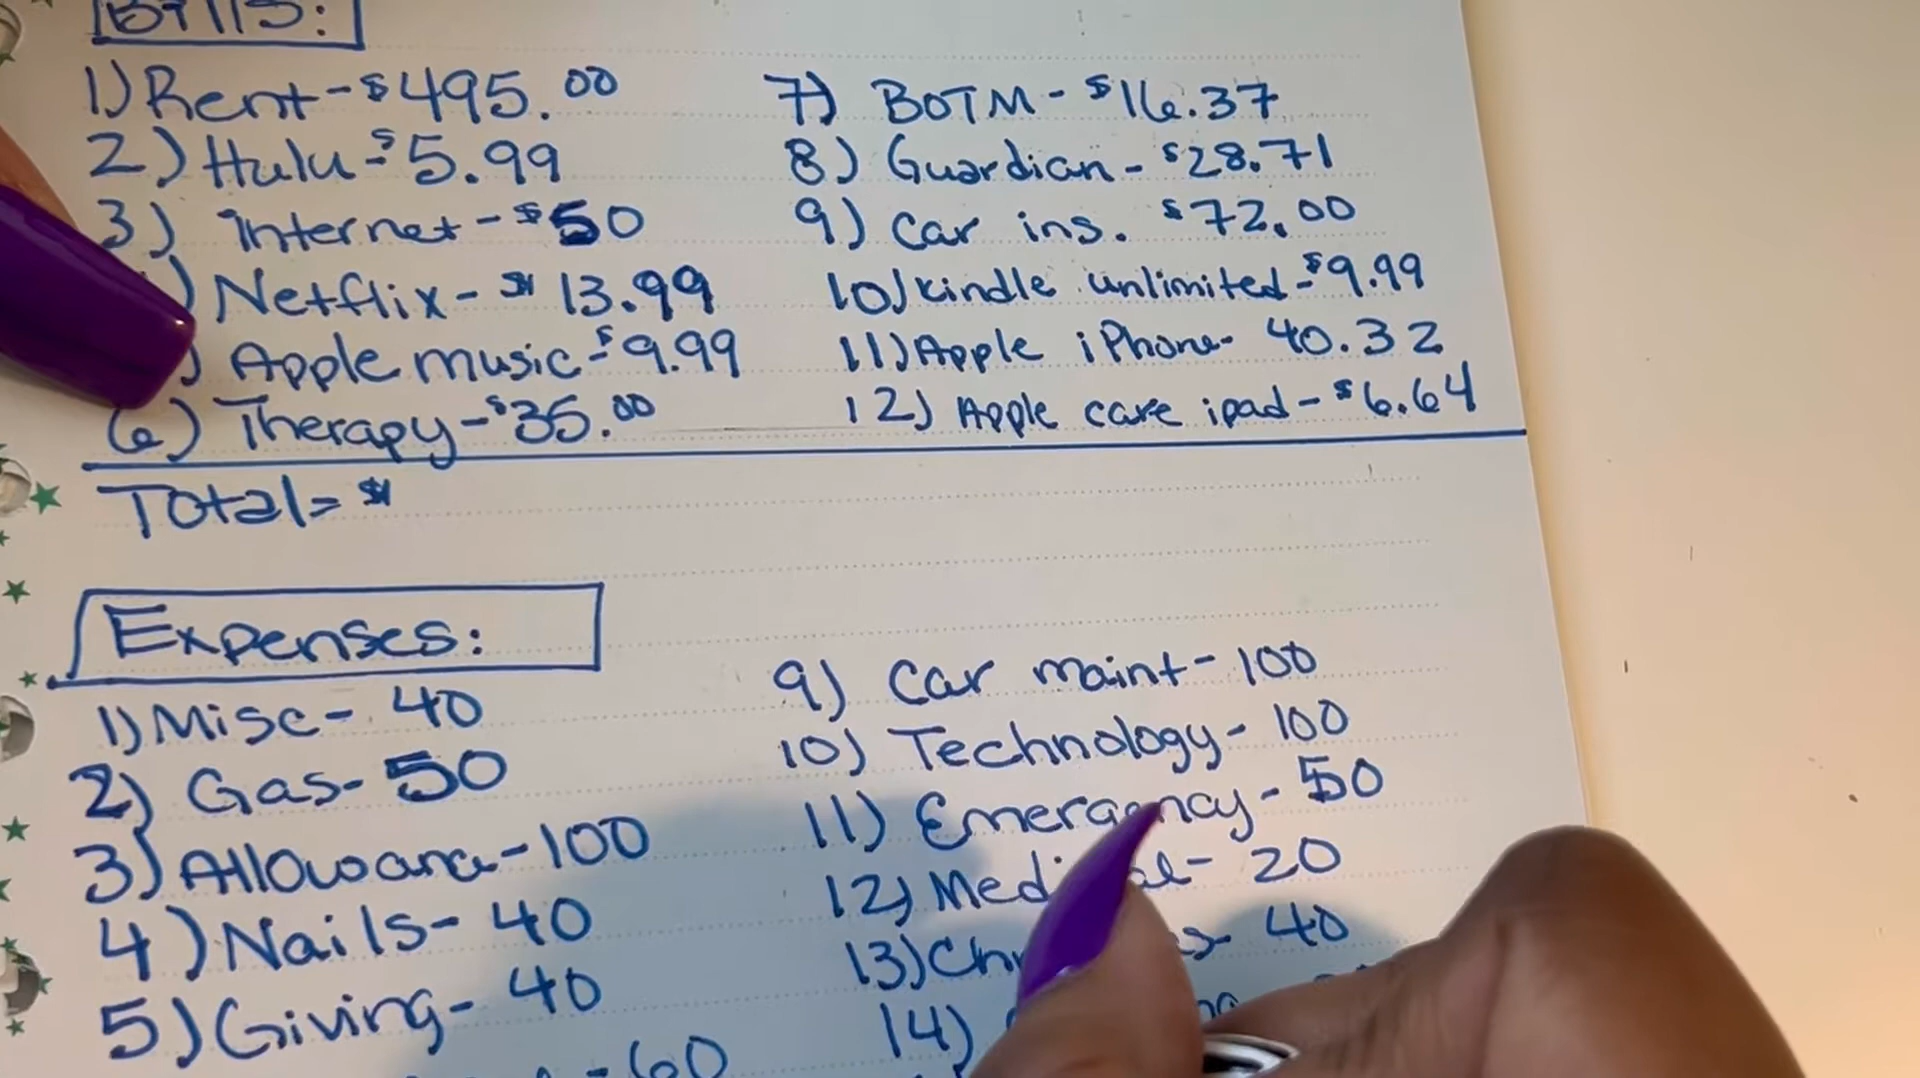 Bills:
1) Rent - $495.00
2) Hulu - $5.99
3) Internet - $50
) Netflix - $13.99
) Apple music - $9.99
6) Therapy - $35.00
7) BOTM - $16.37
8) Guardian - $28.71
9) Car ins. $72.00
10) Kindle unlimited - $9.99
11) Apple iPhone - 40.32
12) Apple care ipad - $6.64
Total = $
Expenses:
1) Misc - 40
2) Gas - 50
3) Allowance - 100
4) Nails - 40
5) Giving - 40
- 60
9) Car maint - 100
10) Technology - 100
11) Emergency - 50
12) Medical - 20
13) - 40
14)